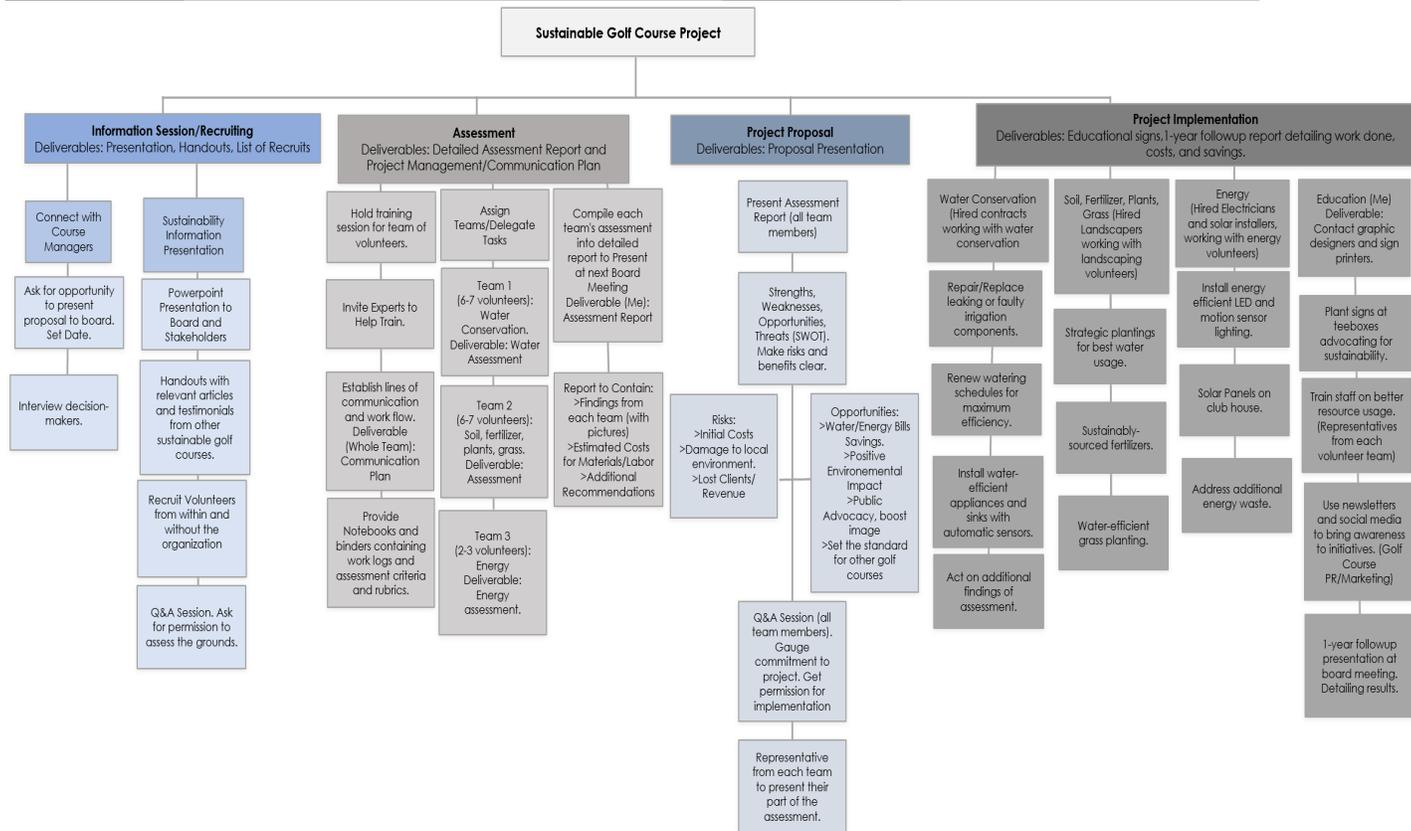 Sustainable Golf Course Project
Information Session/Recruiting
Deliverables: Presentation, Handouts, List of Recruits
Connect with
Course
Managers
Ask for opportunity
to present
proposal to board.
Set Date.
Interview decision-
makers.
Sustainability
Information
Presentation
Powerpoint
Presentation to
Board and
Stakeholders
Handouts with
relevant articles
and testimonials
from other
sustainable golf
courses.
Recruit Volunteers
from within and
without the
organization
Q&A Session. Ask
for permission to
assess the grounds.
Assessment
Deliverables: Detailed Assessment Report and
Project Management/Communication Plan
Hold training
session for team of
volunteers.
Invite Experts to
Help Train.
Establish lines of
communication
and work flow.
Deliverable
(Whole Team):
Communication
Plan
Provide
Notebooks and
binders containing
work logs and
assessment criteria
and rubrics.
Assign
Teams/Delegate
Tasks
Team 1
(6-7 volunteers):
Water
Conservation.
Deliverable: Water
Assessment
Team 2
(6-7 volunteers):
Soil, fertilizer,
plants, grass.
Deliverable:
Assessment
Team 3
(2-3 volunteers):
Energy
Deliverable:
Energy
assessment.
Compile each
team's assessment
into detailed
report to Present
at next Board
Meeting
Deliverable (Me):
Assessment Report
Report to Contain:
>Findings from
each team (with
pictures)
>Estimated Costs
for Materials/Labor
>Additional
Recommendations
Project Proposal
Deliverables: Proposal Presentation
Present Assessment
Report (all team
members)
Strengths,
Weaknesses,
Opportunities,
Threats (SWOT).
Make risks and
benefits clear.
Risks:
>Initial Costs
>Damage to local
environment.
>Lost Clients/
Revenue
Opportunities:
>Water/Energy Bills
Savings.
>Positive
Environemental
Impact
>Public
Advocacy, boost
image
>Set the standard
for other golf
courses
Q&A Session (all
team members).
Gauge
commitment to
project. Get
permission for
implementation
Representative
from each team
to present their
part of the
assessment.
Project Implementation
Deliverables: Educational signs,1-year followup report detailing work done,
costs, and savings.
Water Conservation
(Hired contracts
working with water
conservation
Repair/Replace
leaking or faulty
irrigation
components.
Renew watering
schedules for
maximum
efficiency.
Install water-
efficient
appliances and
sinks with
automatic sensors.
Act on additional
findings of
assessment.
Soil, Fertilizer, Plants,
Grass (Hired
Landscapers
working with
landscaping
volunteers)
Strategic plantings
for best water
usage.
Sustainably-
sourced fertilizers.
Water-efficient
grass planting.
Energy
(Hired Electricians
and solar installers,
working with energy
volunteers)
Install energy
efficient LED and
motion sensor
lighting.
Solar Panels on
club house.
Address additional
energy waste.
Education (Me)
Deliverable:
Contact graphic
designers and sign
printers.
Plant signs at
teeboxes
advocating for
sustainability.
Train staff on better
resource usage.
(Representatives
from each
volunteer team)
Use newsletters
and social media
to bring awareness
to initiatives. (Golf
Course
PR/Marketing)
1-year followup
presentation at
board meeting.
Detailing results.